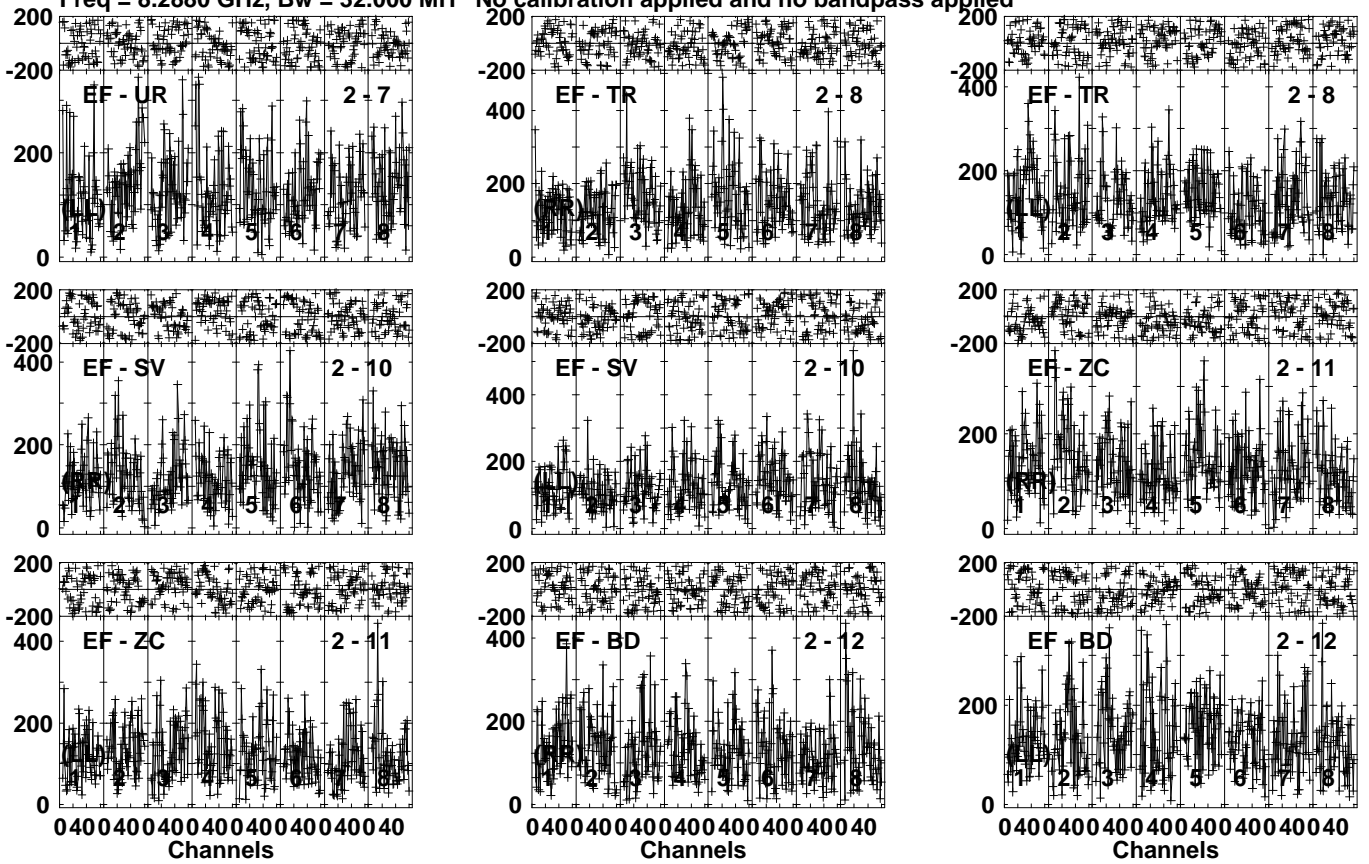 Freq = 8.2880 GHz, Bw = 32.000 MH No calibration applied and no bandpass applied
200 200 200
-200 -200 -200
EF - UR 2 - 7 EF - TR 2 - 8 EF - TR 2 - 8
400 400
200 200 200
(LL) (RR) (LL)
1 2 3 4 5 6 7 8 1 2 3 4 5 6 7 8 1 2 3 4 5 6 7 8
0 0 0
200 200 200
-200 -200 -200
EF - SV 2 - 10 EF - SV 2 - 10 EF - ZC 2 - 11
400 400
200 200 200
(RR) (LL) (RR)
1 2 3 4 5 6 7 8 1 2 3 4 5 6 7 8 1 2 3 4 5 6 7 8
0 0 0
200 200 200
-200 -200 -200
EF - ZC 2 - 11 EF - BD 2 - 12 EF - BD 2 - 12
400 400
200 200 200
(LL) (RR) (LL)
1 2 3 4 5 6 7 8 1 2 3 4 5 6 7 8 1 2 3 4 5 6 7 8
0 0 0
0 40 0 40 0 40 0 40 0 40 0 40 0 40 0 40 0 40 0 40 0 40 0 40 0 40 0 40 0 40 0 40 0 40 0 40 0 40 0 40 0 40 0 40 0 40 0 40
Channels Channels Channels